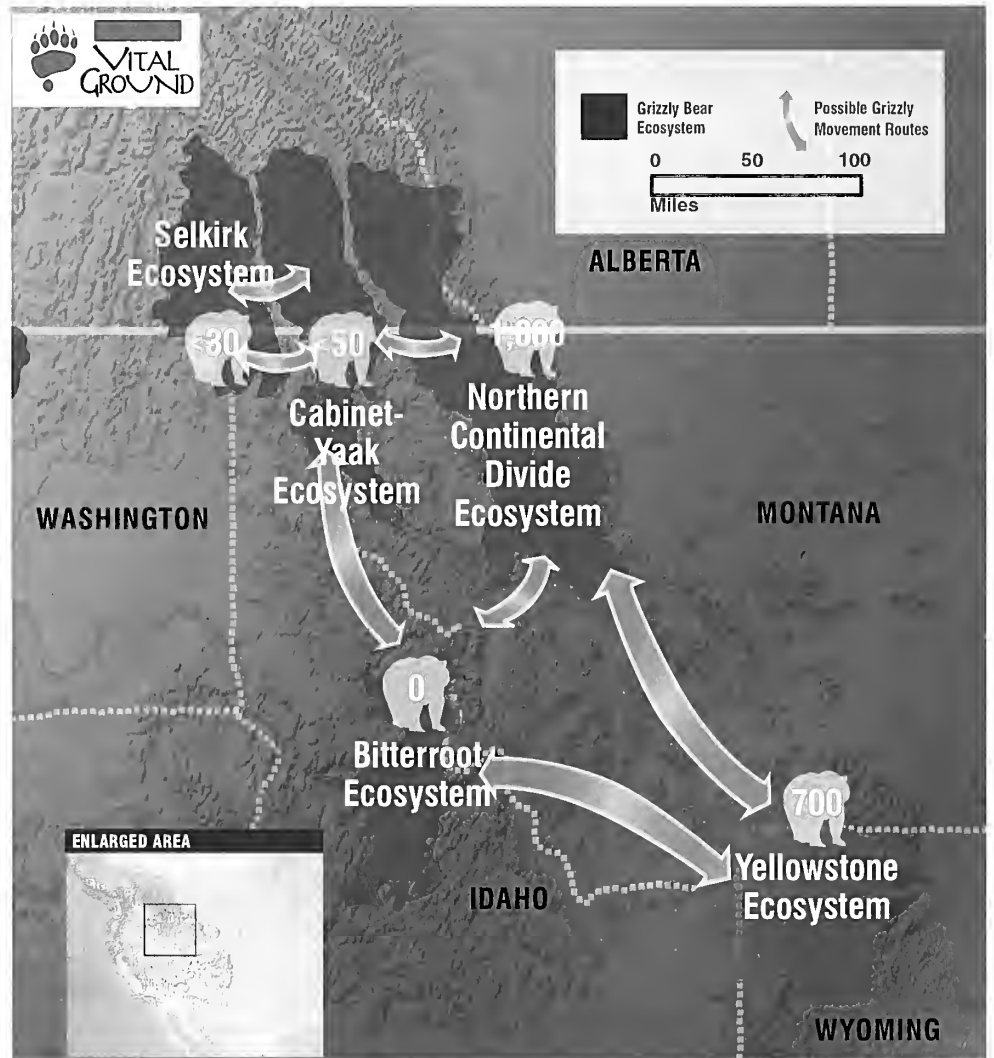 VITAL
GROUND
Grizzly Bear
Ecosystem
Possible Grizzly
Movement Routes
0 50 100
Miles
Selkirk
Ecosystem
ALBERTA
<30
<50
Cabinet-
Yaak
Ecosystem
Northern
Continental
Divide
Ecosystem
WASHINGTON
MONTANA
0
Bitterroot
Ecosystem
700
Yellowstone
Ecosystem
ENLARGED AREA
IDAHO
WYOMING